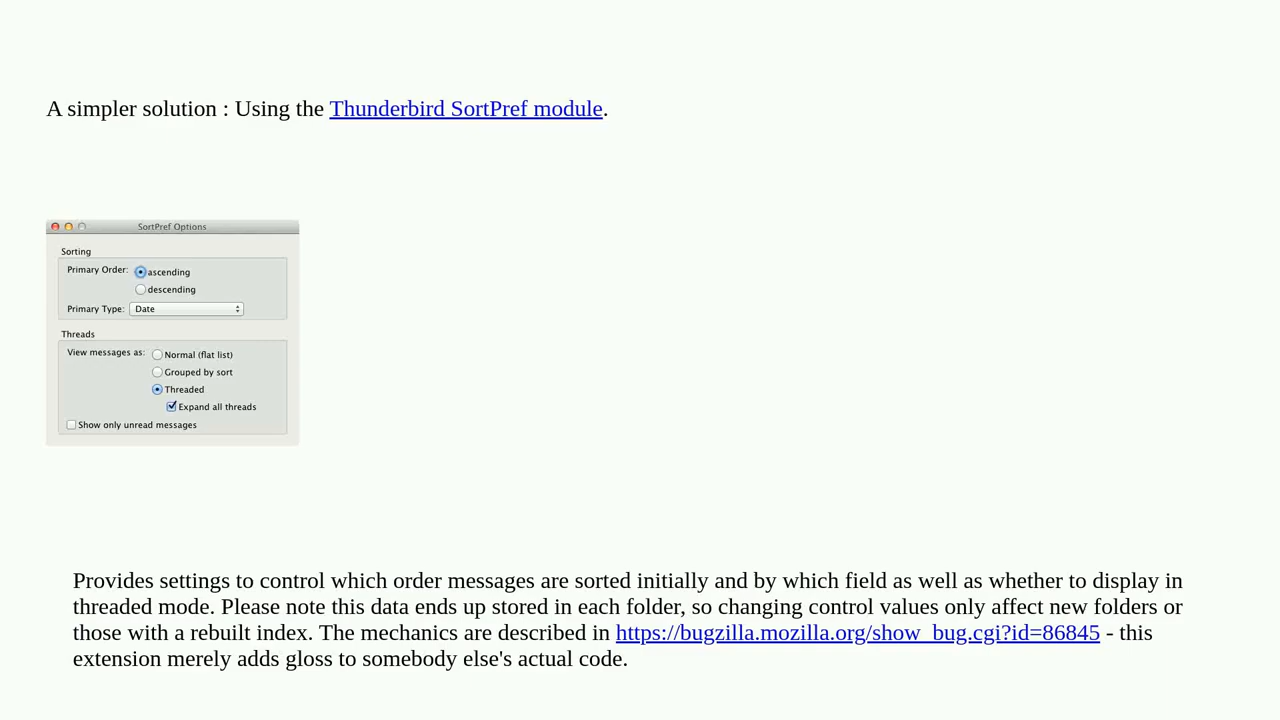 A simpler solution : Using the Thunderbird SortPref module.
SortPref Options
Sorting
Primary Order: ascending
descending
Primary Type: Date
Threads
View messages as: Normal (flat list)
Grouped by sort
Threaded
Expand all threads
Show only unread messages
Provides settings to control which order messages are sorted initially and by which field as well as whether to display in
threaded mode. Please note this data ends up stored in each folder, so changing control values only affect new folders or
those with a rebuilt index. The mechanics are described in https://bugzilla.mozilla.org/show_bug.cgi?id=86845 - this
extension merely adds gloss to somebody else's actual code.